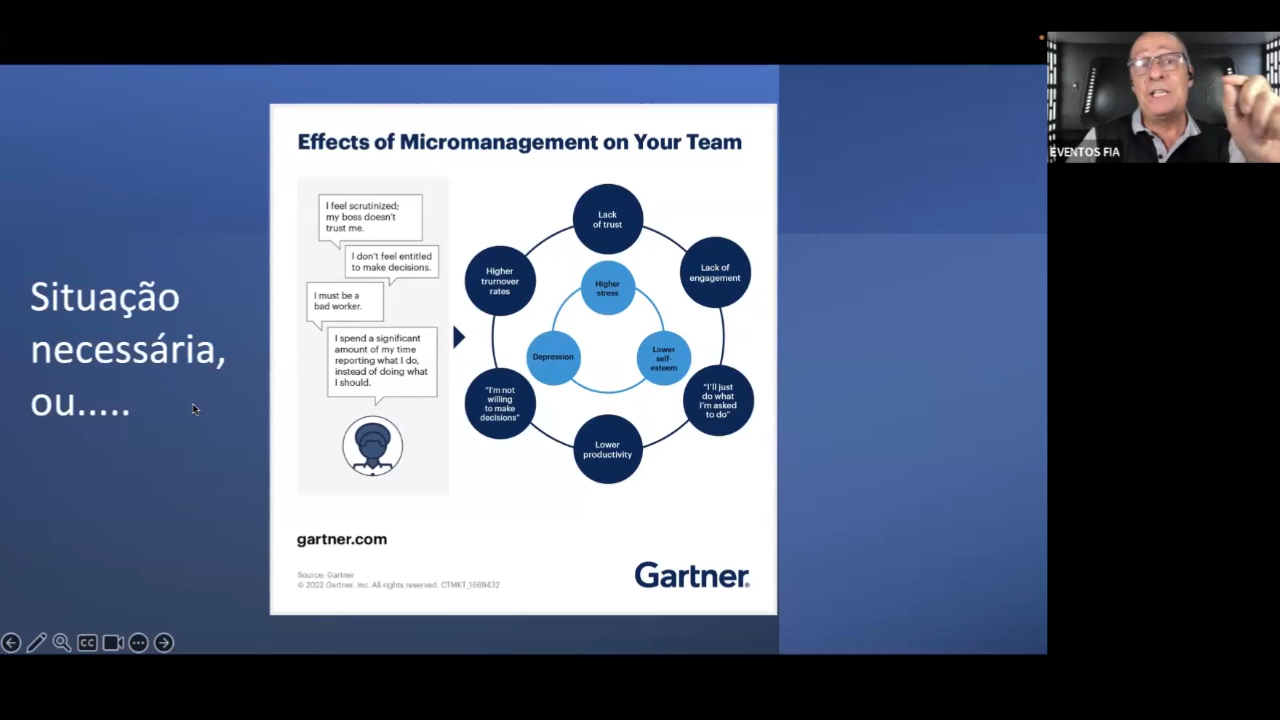 EVENTOS FIA
Situação
necessária,
ou.....
Effects of Micromanagement on Your Team
I feel scrutinized;
my boss doesn't
trust me.
I don't feel entitled
to make decisions.
I must be a
bad worker.
I spend a significant
amount of my time
reporting what I do,
instead of doing what
I should.
Lack
of trust
Lack of
engagement
"I'll just
do what
I'm asked
to do"
Lower
productivity
"I'm not
willing
to make
decisions"
Higher
trurnover
rates
Higher
stress
Lower
self-
esteem
Depression
gartner.com
Source: Gartner
© 2022 Gartner, Inc. All rights reserved. CTMKT_1669432
Gartner®
CC